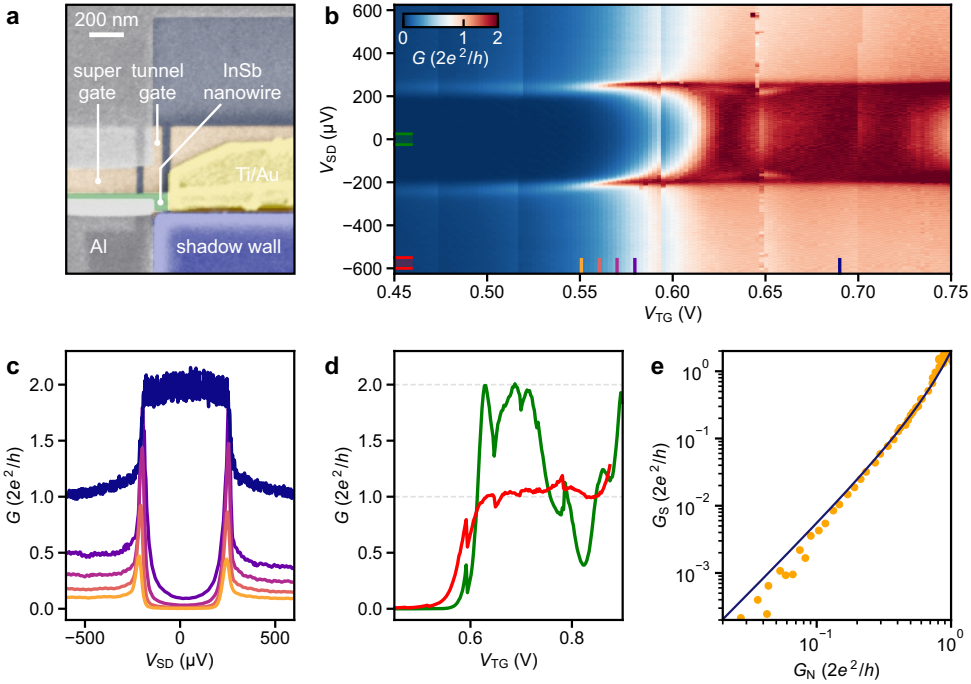 a
200 nm
super
gate
tunnel
gate
InSb
nanowire
Ti/Au
Al
shadow wall
b
V_SD (µV)
600
400
200
0
−200
−400
−600
0 1 2
G (2e²/h)
0.45 0.50 0.55 0.60 0.65 0.70 0.75
V_TG (V)
c
G (2e²/h)
2.0
1.5
1.0
0.5
0.0
−500 0 500
V_SD (µV)
d
G (2e²/h)
2.0
1.0
0.0
0.6 0.8
V_TG (V)
e
G_S (2e²/h)
10⁰
10⁻¹
10⁻²
10⁻³
10⁻¹ 10⁰
G_N (2e²/h)